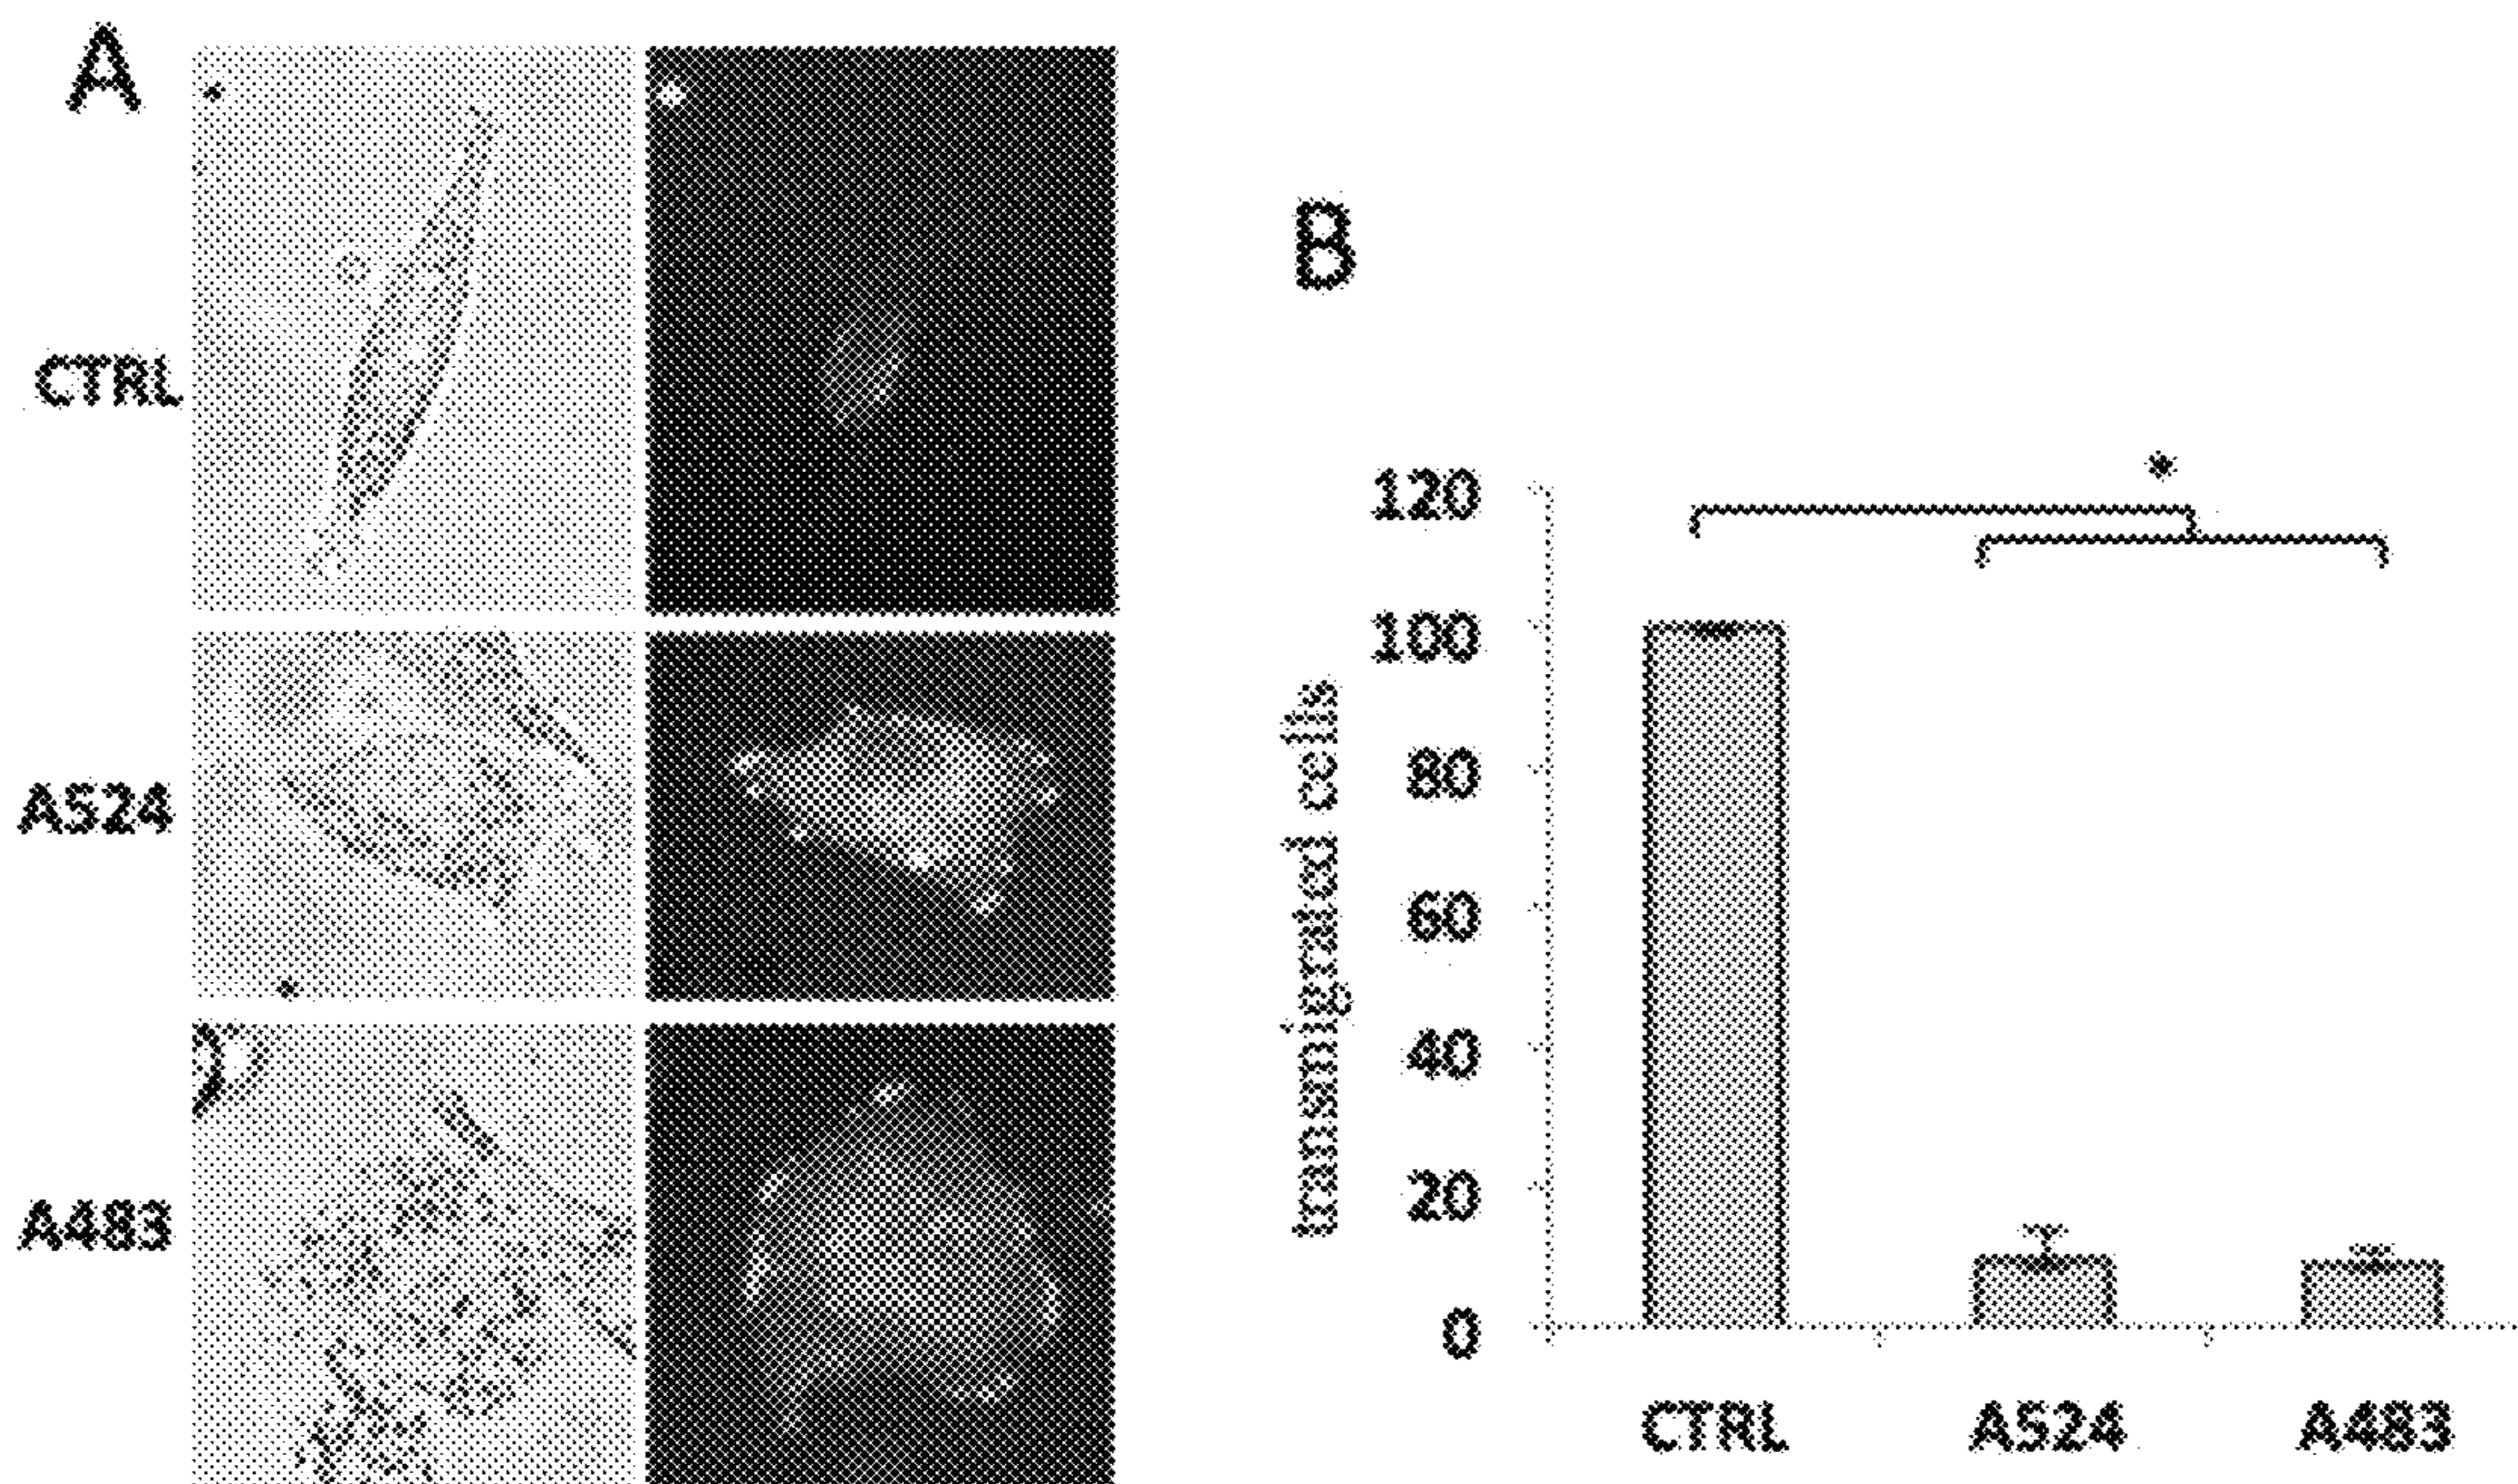 A
CTRL
A524
A483
B
*
120
100
80
60
40
20
0
transmigrated cells
CTRL
A524
A483